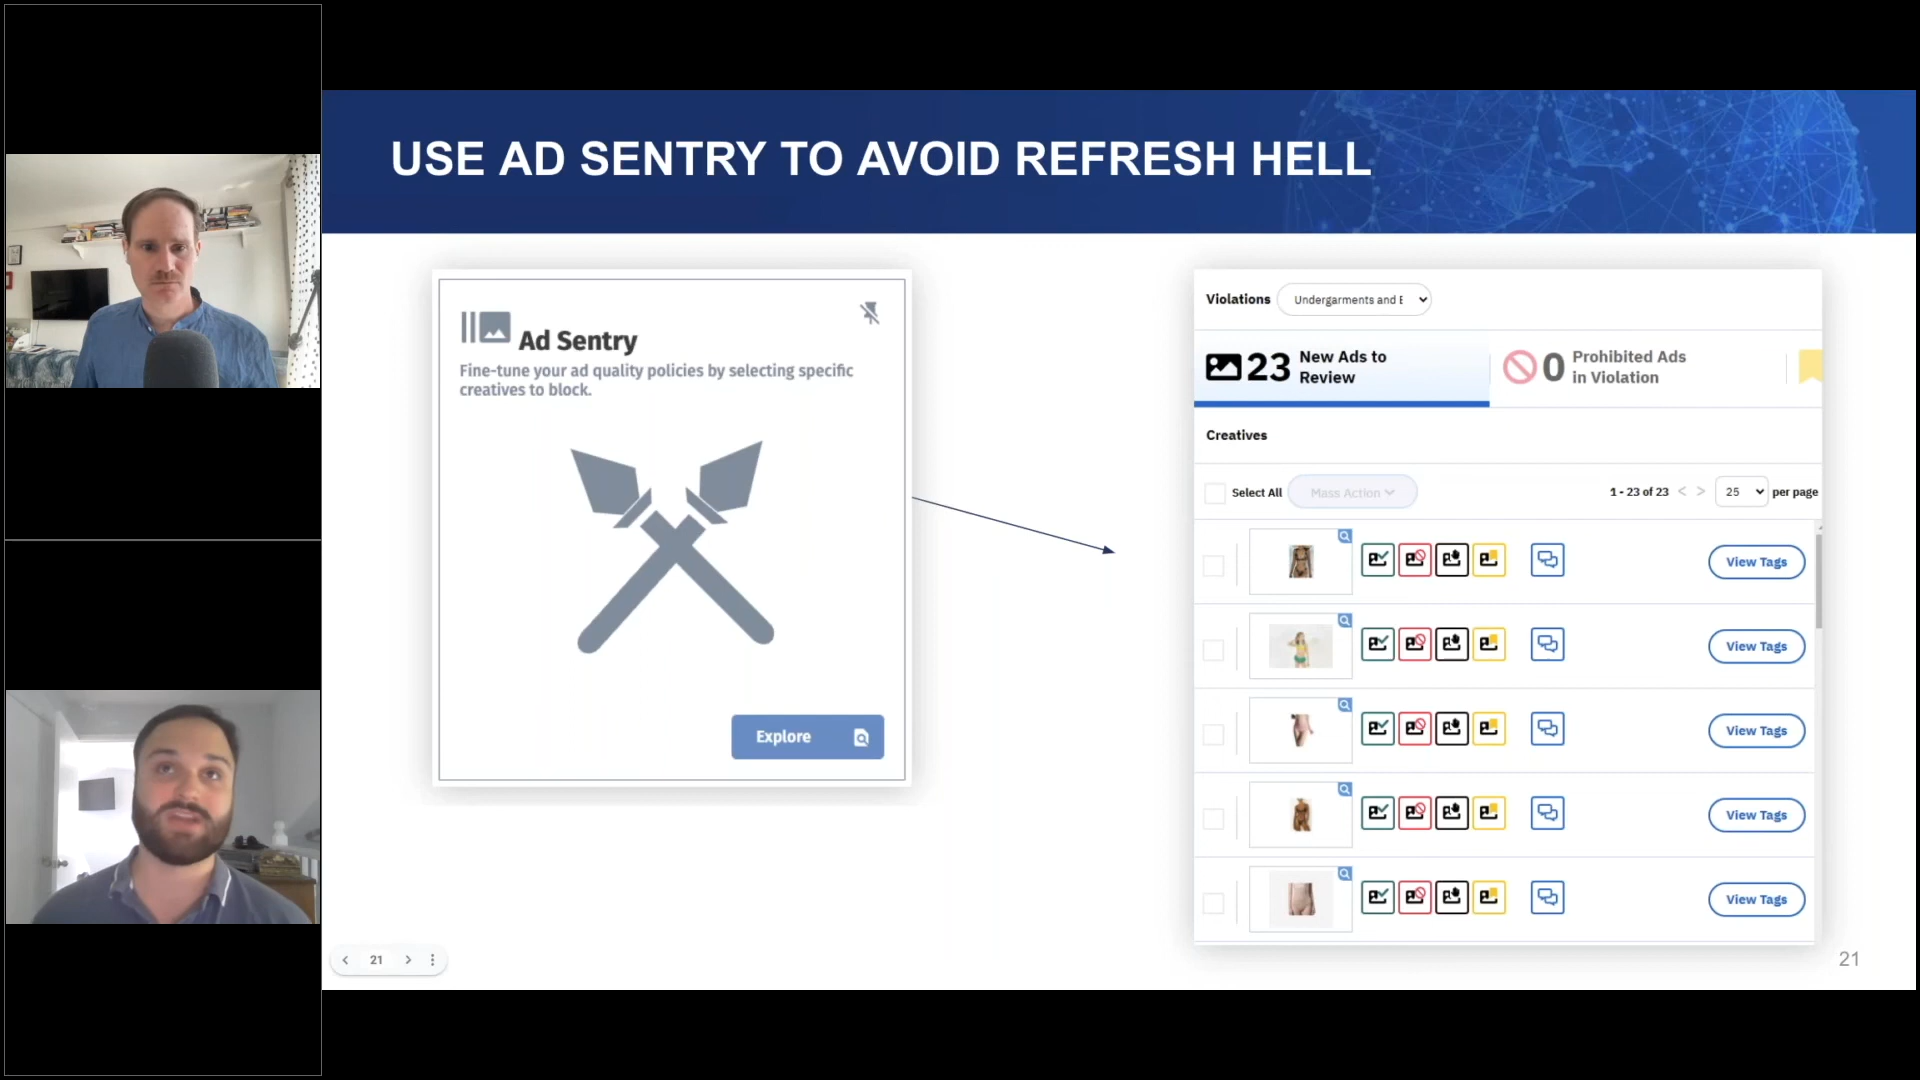 USE AD SENTRY TO AVOID REFRESH HELL
Ad Sentry
Fine-tune your ad quality policies by selecting specific
creatives to block.
Explore
Violations
Undergarments and E
23
New Ads to
Review
0
Prohibited Ads
in Violation
Creatives
Select All
Mass Action
1 - 23 of 23
25
per page
View Tags
View Tags
View Tags
View Tags
View Tags
21
21